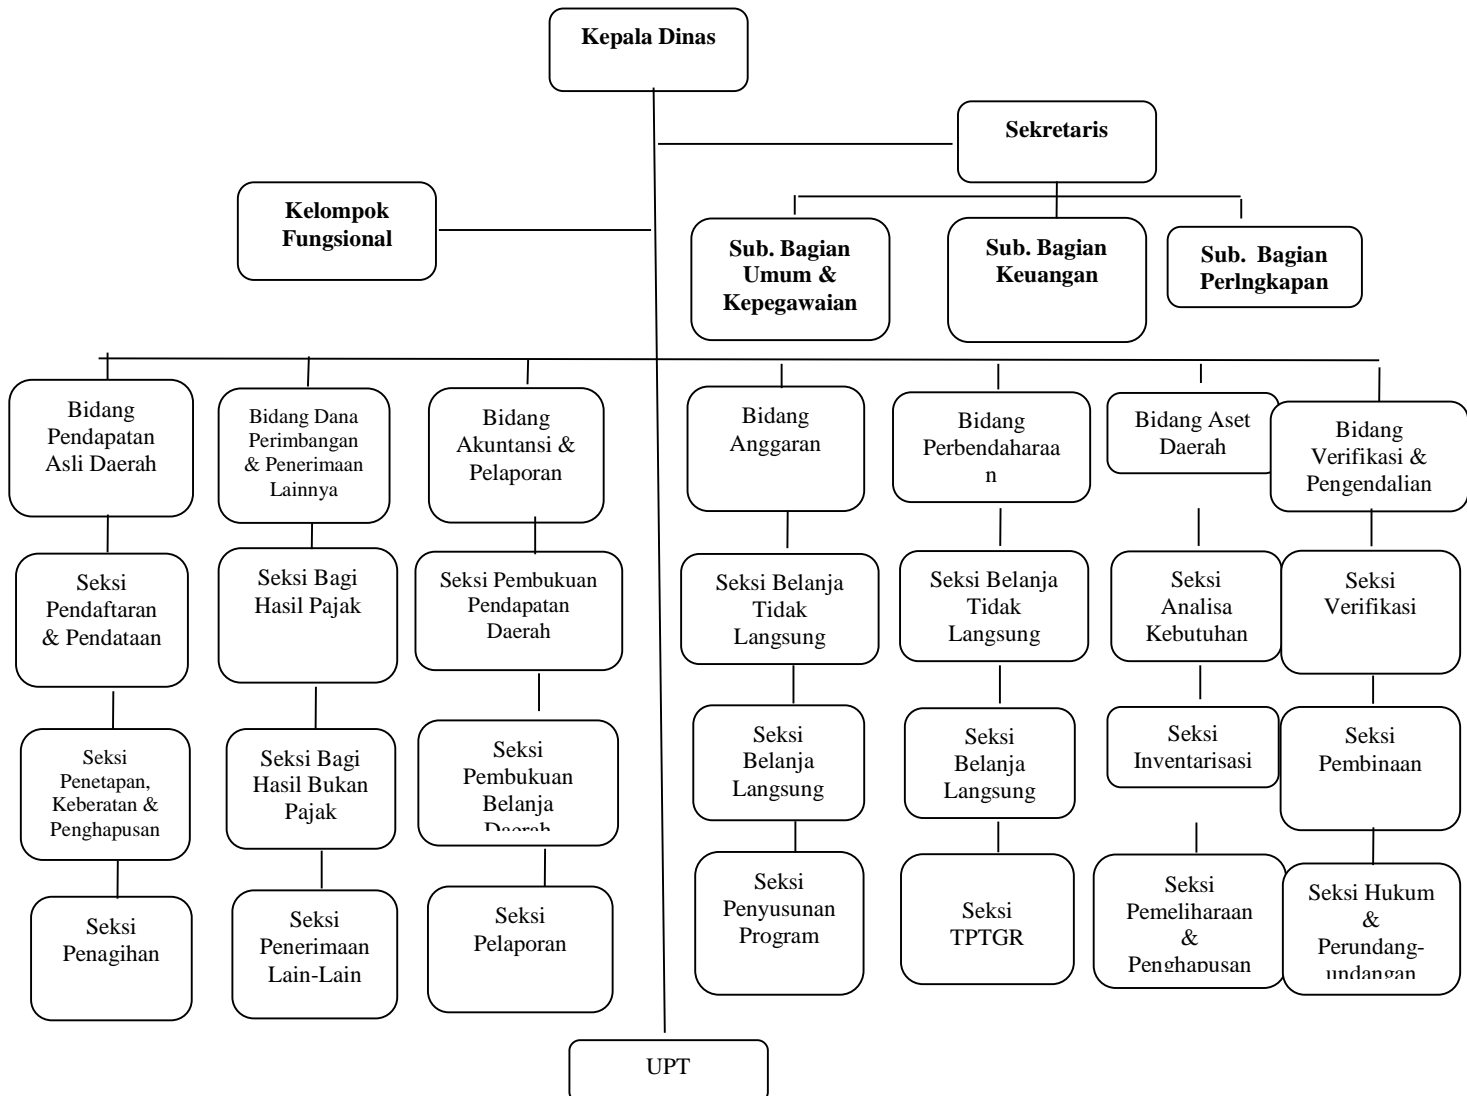 Kepala Dinas
Sekretaris
Kelompok
Fungsional
Sub. Bagian
Umum &
Kepegawaian
Sub. Bagian
Keuangan
Sub. Bagian
Perlngkapan
Bidang
Pendapatan
Asli Daerah
Bidang Dana
Perimbangan
& Penerimaan
Lainnya
Bidang
Akuntansi &
Pelaporan
Bidang
Anggaran
Bidang
Perbendaharaa
n
Bidang Aset
Daerah
Bidang
Verifikasi &
Pengendalian
Seksi
Pendaftaran
& Pendataan
Seksi Bagi
Hasil Pajak
Seksi Pembukuan
Pendapatan
Daerah
Seksi Belanja
Tidak
Langsung
Seksi Belanja
Tidak
Langsung
Seksi
Analisa
Kebutuhan
Seksi
Verifikasi
Seksi
Penetapan,
Keberatan &
Penghapusan
Seksi Bagi
Hasil Bukan
Pajak
Seksi
Pembukuan
Belanja
Daerah
Seksi
Belanja
Langsung
Seksi
Belanja
Langsung
Seksi
Inventarisasi
Seksi
Pembinaan
Seksi
Penagihan
Seksi
Penerimaan
Lain-Lain
Seksi
Pelaporan
Seksi
Penyusunan
Program
Seksi
TPTGR
Seksi
Pemeliharaan
&
Penghapusan
Seksi Hukum
&
Perundang-
undangan
UPT